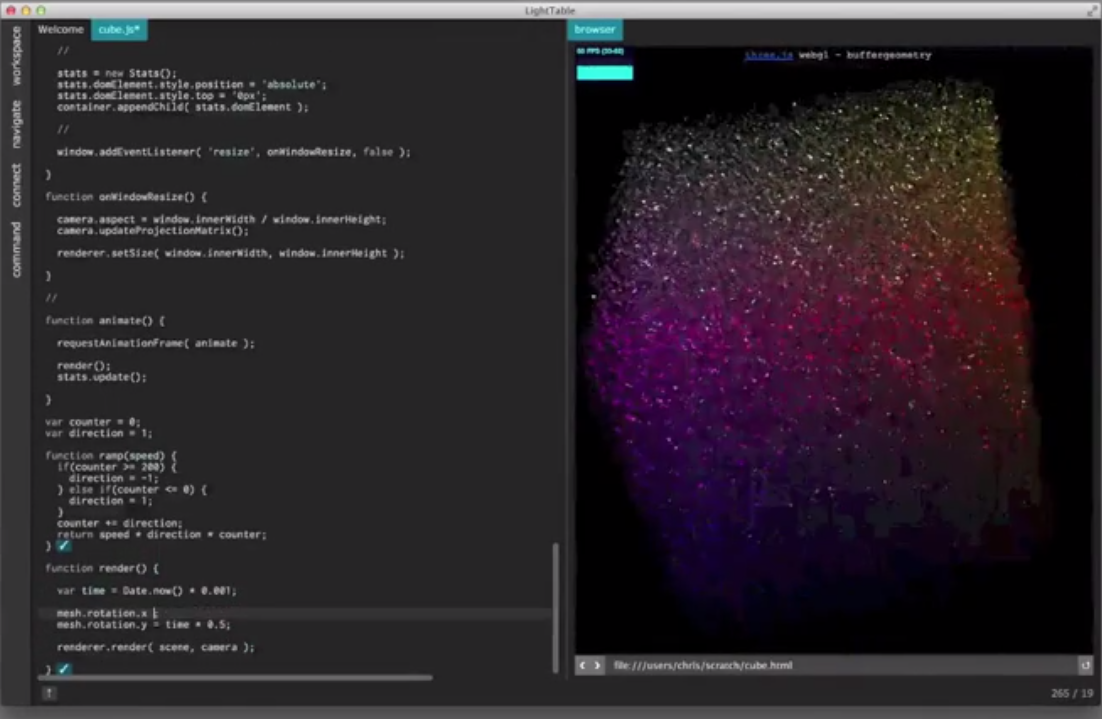 LightTable
workspace
navigate
connect
command
Welcome
cube.js*
//
stats = new Stats();
stats.domElement.style.position = 'absolute';
stats.domElement.style.top = '0px';
container.appendChild( stats.domElement );
//
window.addEventListener( 'resize', onWindowResize, false );
}
function onWindowResize() {
camera.aspect = window.innerWidth / window.innerHeight;
camera.updateProjectionMatrix();
renderer.setSize( window.innerWidth, window.innerHeight );
}
//
function animate() {
requestAnimationFrame( animate );
render();
stats.update();
}
var counter = 0;
var direction = 1;
function ramp(speed) {
if(counter >= 200) {
direction = -1;
} else if(counter <= 0) {
direction = 1;
}
counter += direction;
return speed * direction * counter;
} ✓
function render() {
var time = Date.now() * 0.001;
mesh.rotation.x ;
mesh.rotation.y = time * 0.5;
renderer.render( scene, camera );
} ✓
browser
60 FPS
three.js webgl - buffergeometry
file:///users/chris/scratch/cube.html
265 / 19